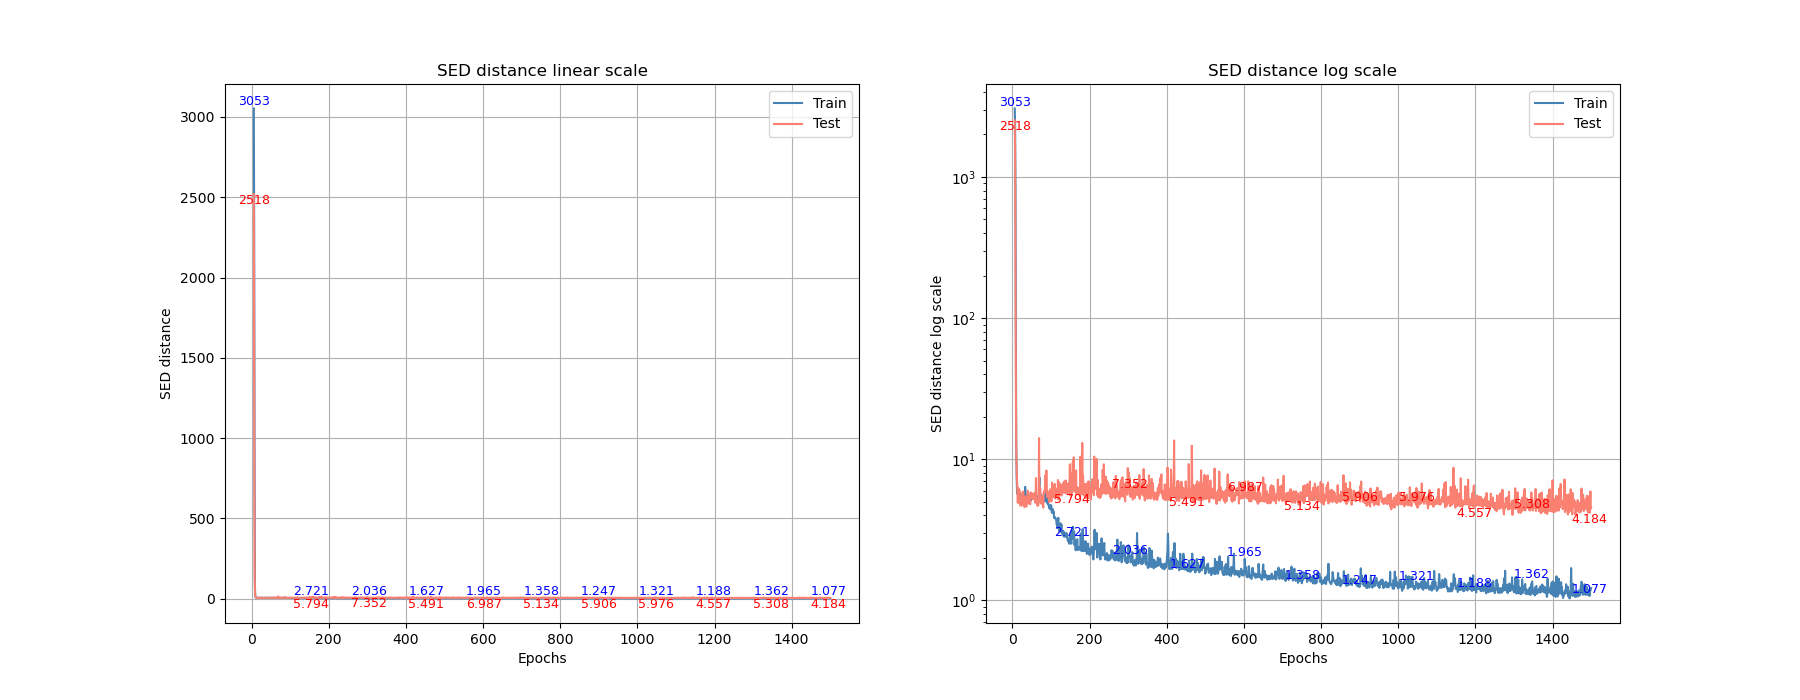 SED distance linear scale
3053
2518
Train
Test
3000
2500
2000
1500
1000
500
0
SED distance
2.721 2.036 1.627 1.965 1.358 1.247 1.321 1.188 1.362 1.077
5.794 7.352 5.491 6.987 5.134 5.906 5.976 4.557 5.308 4.184
0 200 400 600 800 1000 1200 1400
Epochs
SED distance log scale
3053
2518
Train
Test
10³
10²
10¹
10⁰
SED distance log scale
5.794 7.352 5.491 6.987 5.134 5.906 5.976 4.557 5.308 4.184
2.721 2.036 1.627 1.965 1.358 1.247 1.321 1.188 1.362 1.077
0 200 400 600 800 1000 1200 1400
Epochs